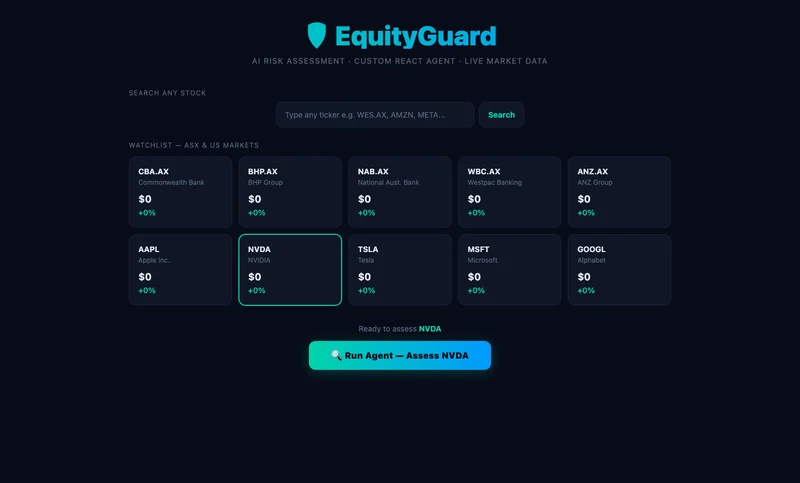 EquityGuard
AI RISK ASSESSMENT · CUSTOM REACT AGENT · LIVE MARKET DATA
SEARCH ANY STOCK
Type any ticker e.g. WES.AX, AMZN, META...
Search
WATCHLIST — ASX & US MARKETS
CBA.AX
Commonwealth Bank
$0
+0%
BHP.AX
BHP Group
$0
+0%
NAB.AX
National Aust. Bank
$0
+0%
WBC.AX
Westpac Banking
$0
+0%
ANZ.AX
ANZ Group
$0
+0%
AAPL
Apple Inc.
$0
+0%
NVDA
NVIDIA
$0
+0%
TSLA
Tesla
$0
+0%
MSFT
Microsoft
$0
+0%
GOOGL
Alphabet
$0
+0%
Ready to assess NVDA
🔍 Run Agent — Assess NVDA